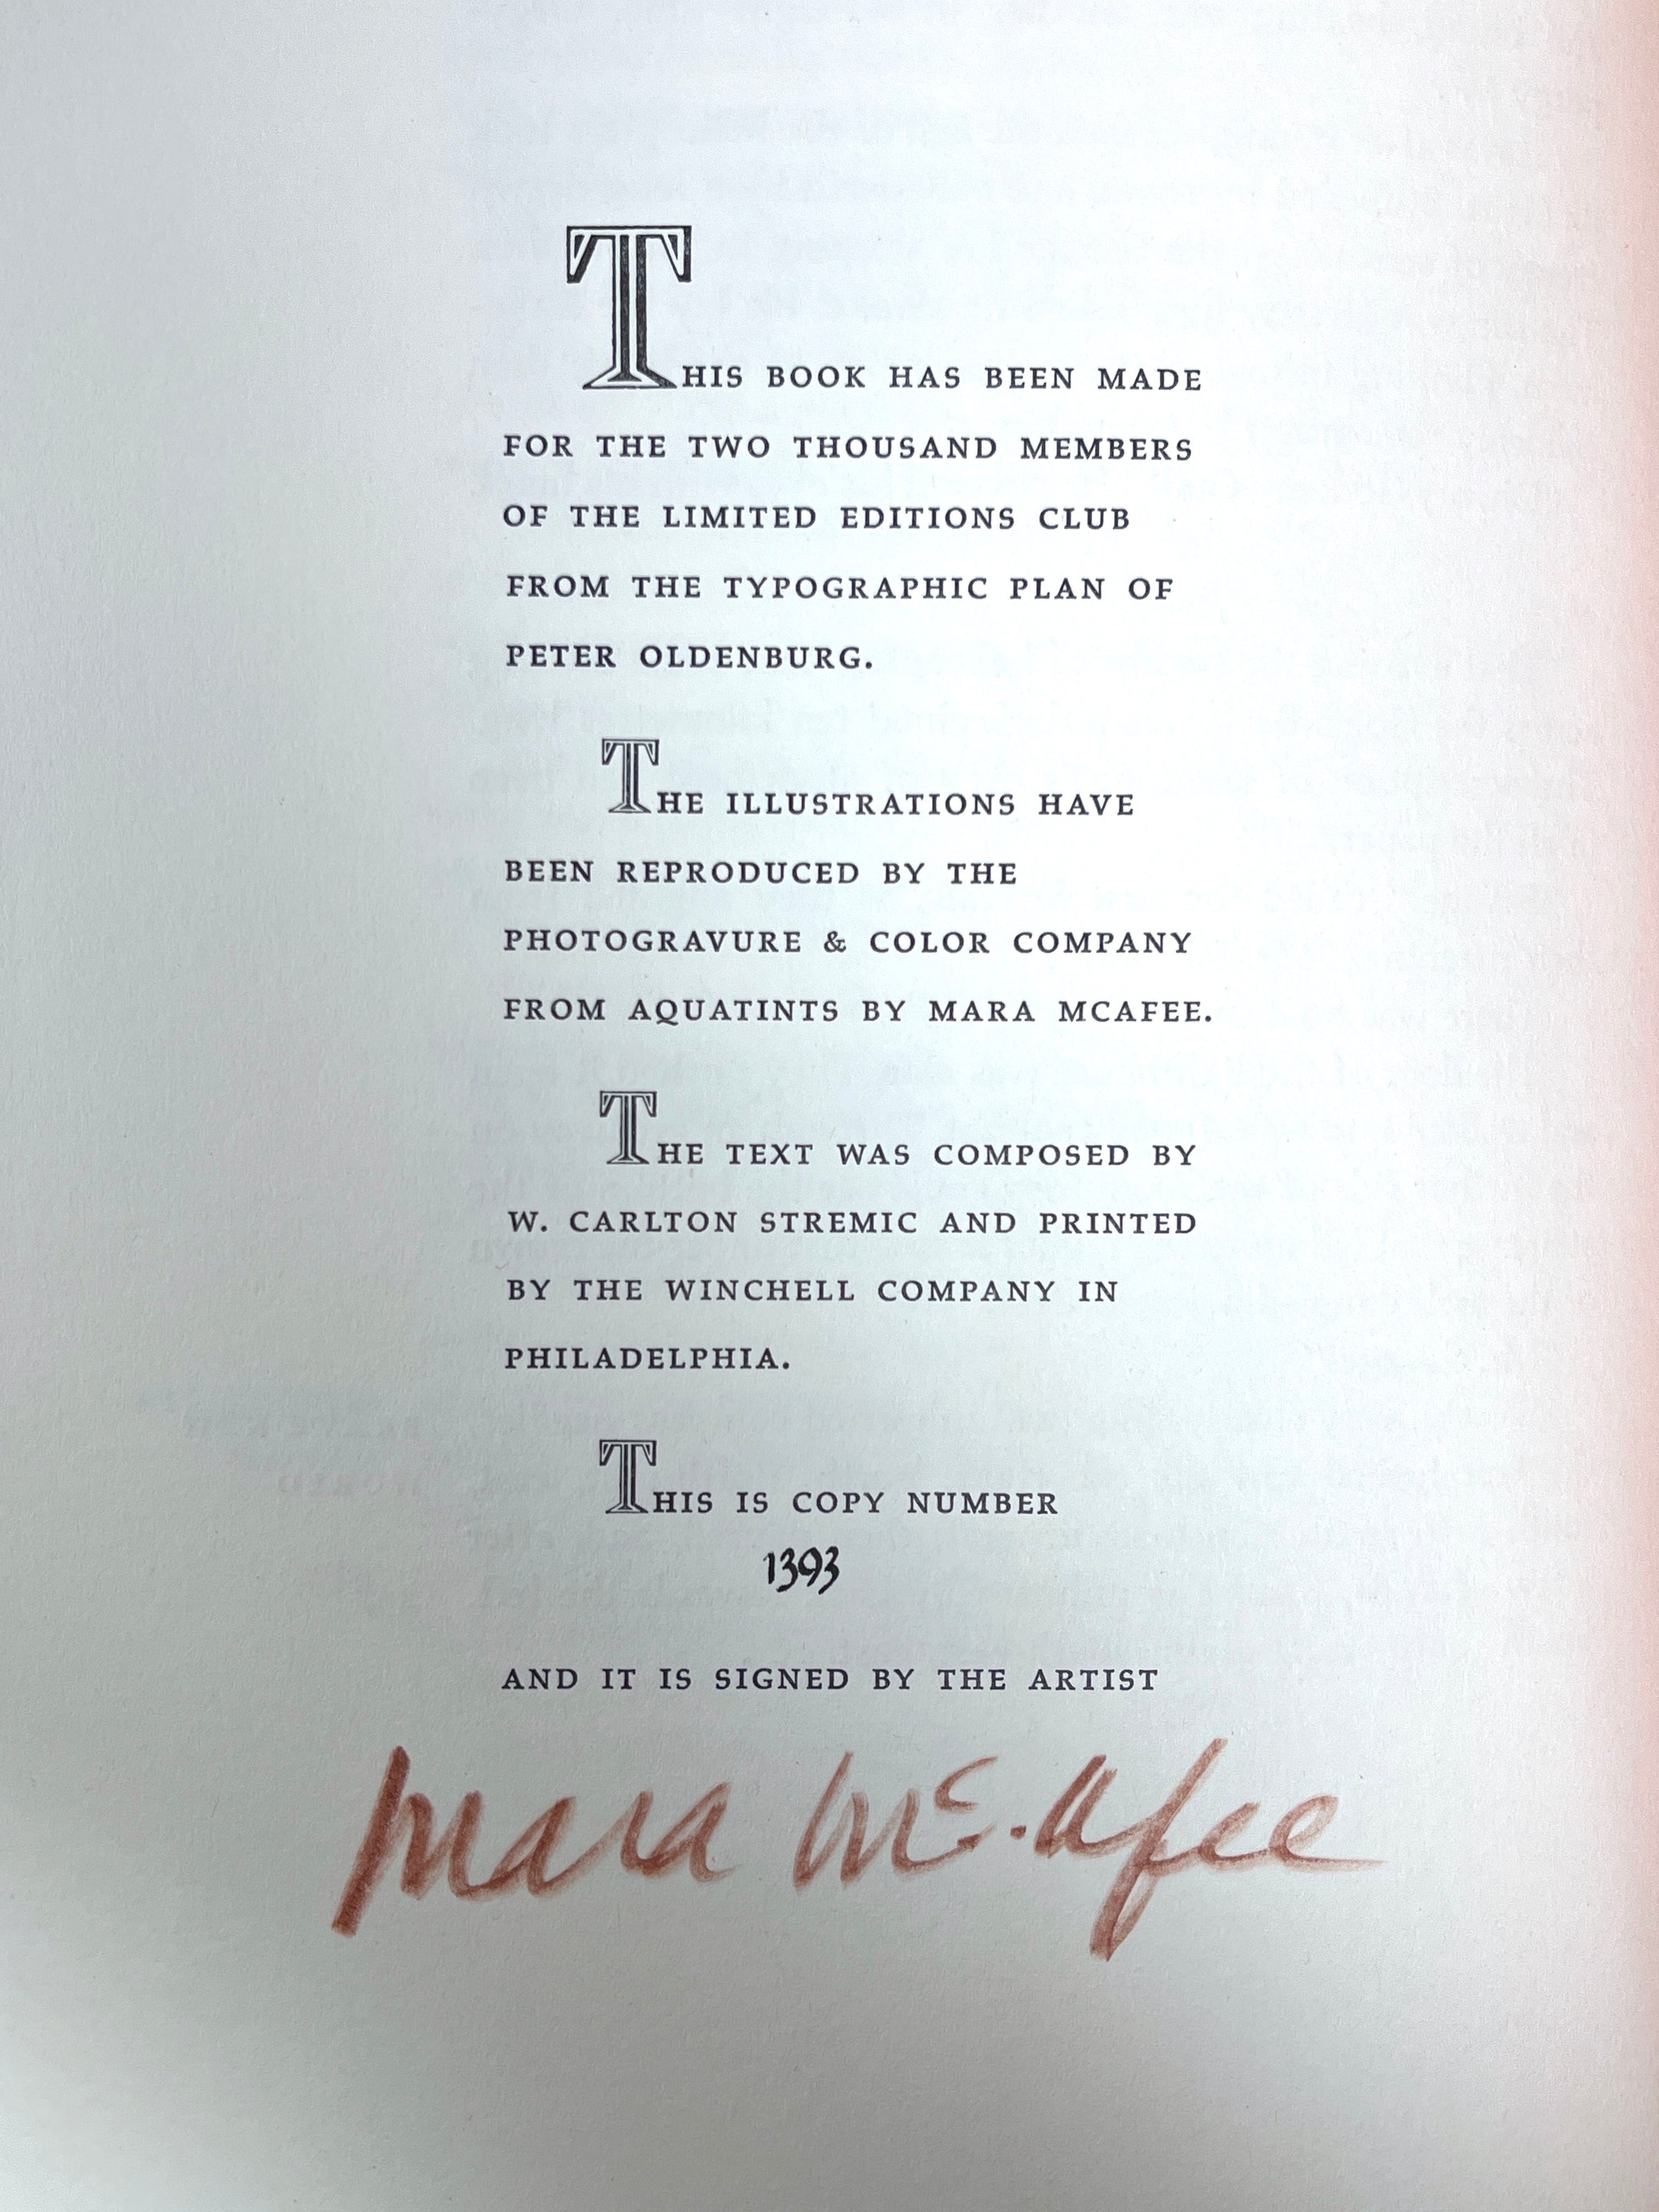 THIS BOOK HAS BEEN MADE
FOR THE TWO THOUSAND MEMBERS
OF THE LIMITED EDITIONS CLUB
FROM THE TYPOGRAPHIC PLAN OF
PETER OLDENBURG.
THE ILLUSTRATIONS HAVE
BEEN REPRODUCED BY THE
PHOTOGRAVURE & COLOR COMPANY
FROM AQUATINTS BY MARA MCAFEE.
THE TEXT WAS COMPOSED BY
W. CARLTON STREMIC AND PRINTED
BY THE WINCHELL COMPANY IN
PHILADELPHIA.
THIS IS COPY NUMBER
1393
AND IT IS SIGNED BY THE ARTIST
Mara Mc.Afee